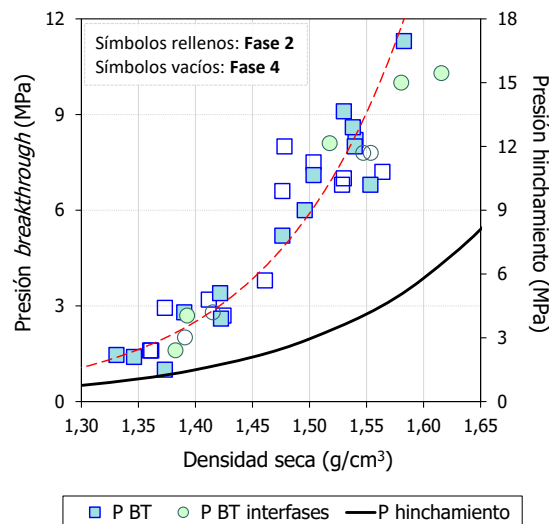 Símbolos rellenos: Fase 2
Símbolos vacíos: Fase 4
Presión breakthrough (MPa)
12
9
6
3
0
Presión hinchamiento (MPa)
18
15
12
9
6
3
0
1,30 1,35 1,40 1,45 1,50 1,55 1,60 1,65
Densidad seca (g/cm³)
P BT P BT interfases P hinchamiento